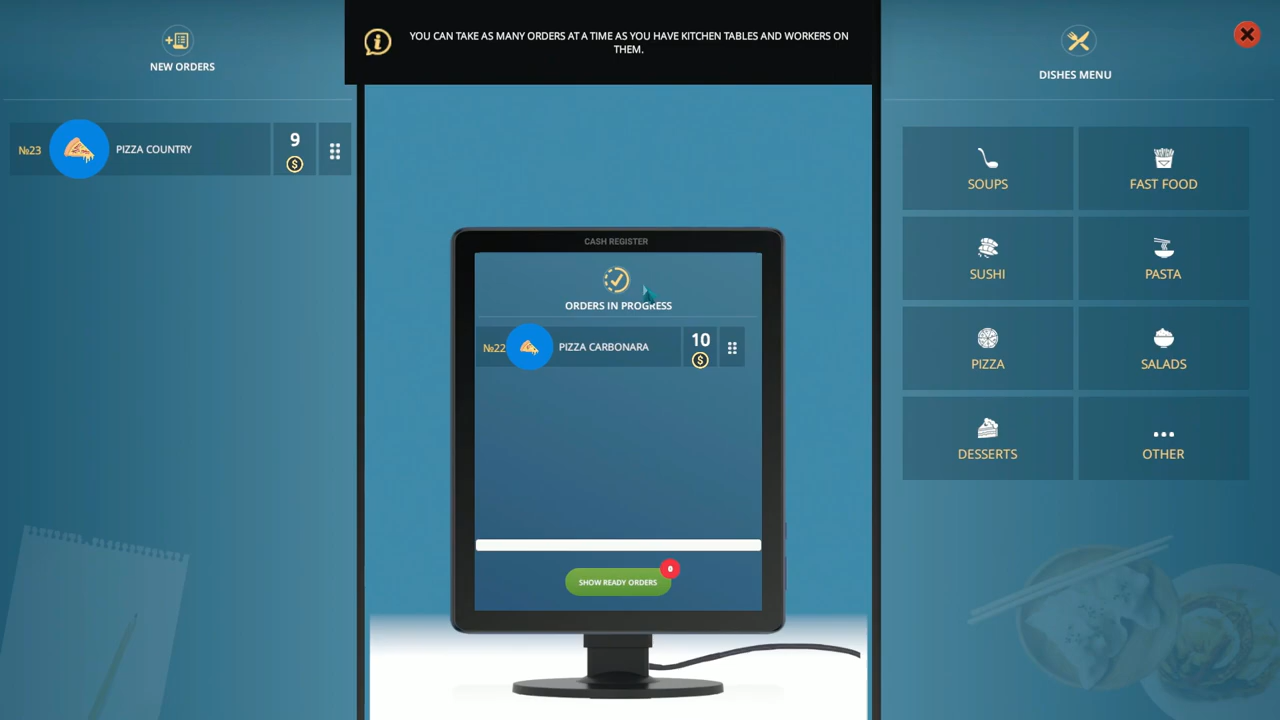 NEW ORDERS
№23 PIZZA COUNTRY 9
$
YOU CAN TAKE AS MANY ORDERS AT A TIME AS YOU HAVE KITCHEN TABLES AND WORKERS ON
THEM.
CASH REGISTER
ORDERS IN PROGRESS
№22 PIZZA CARBONARA 10
$
0
SHOW READY ORDERS
DISHES MENU
SOUPS
FAST FOOD
SUSHI
PASTA
PIZZA
SALADS
DESSERTS
OTHER